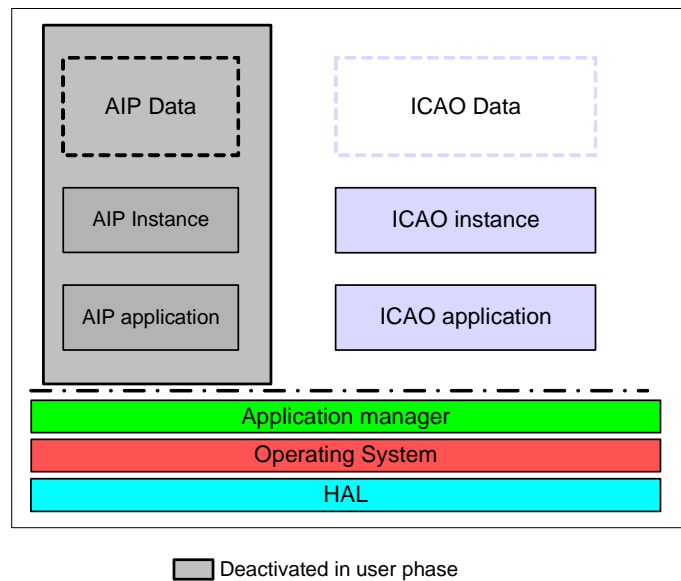 AIP Data
ICAO Data
AIP Instance
ICAO instance
AIP application
ICAO application
Application manager
Operating System
HAL
Deactivated in user phase